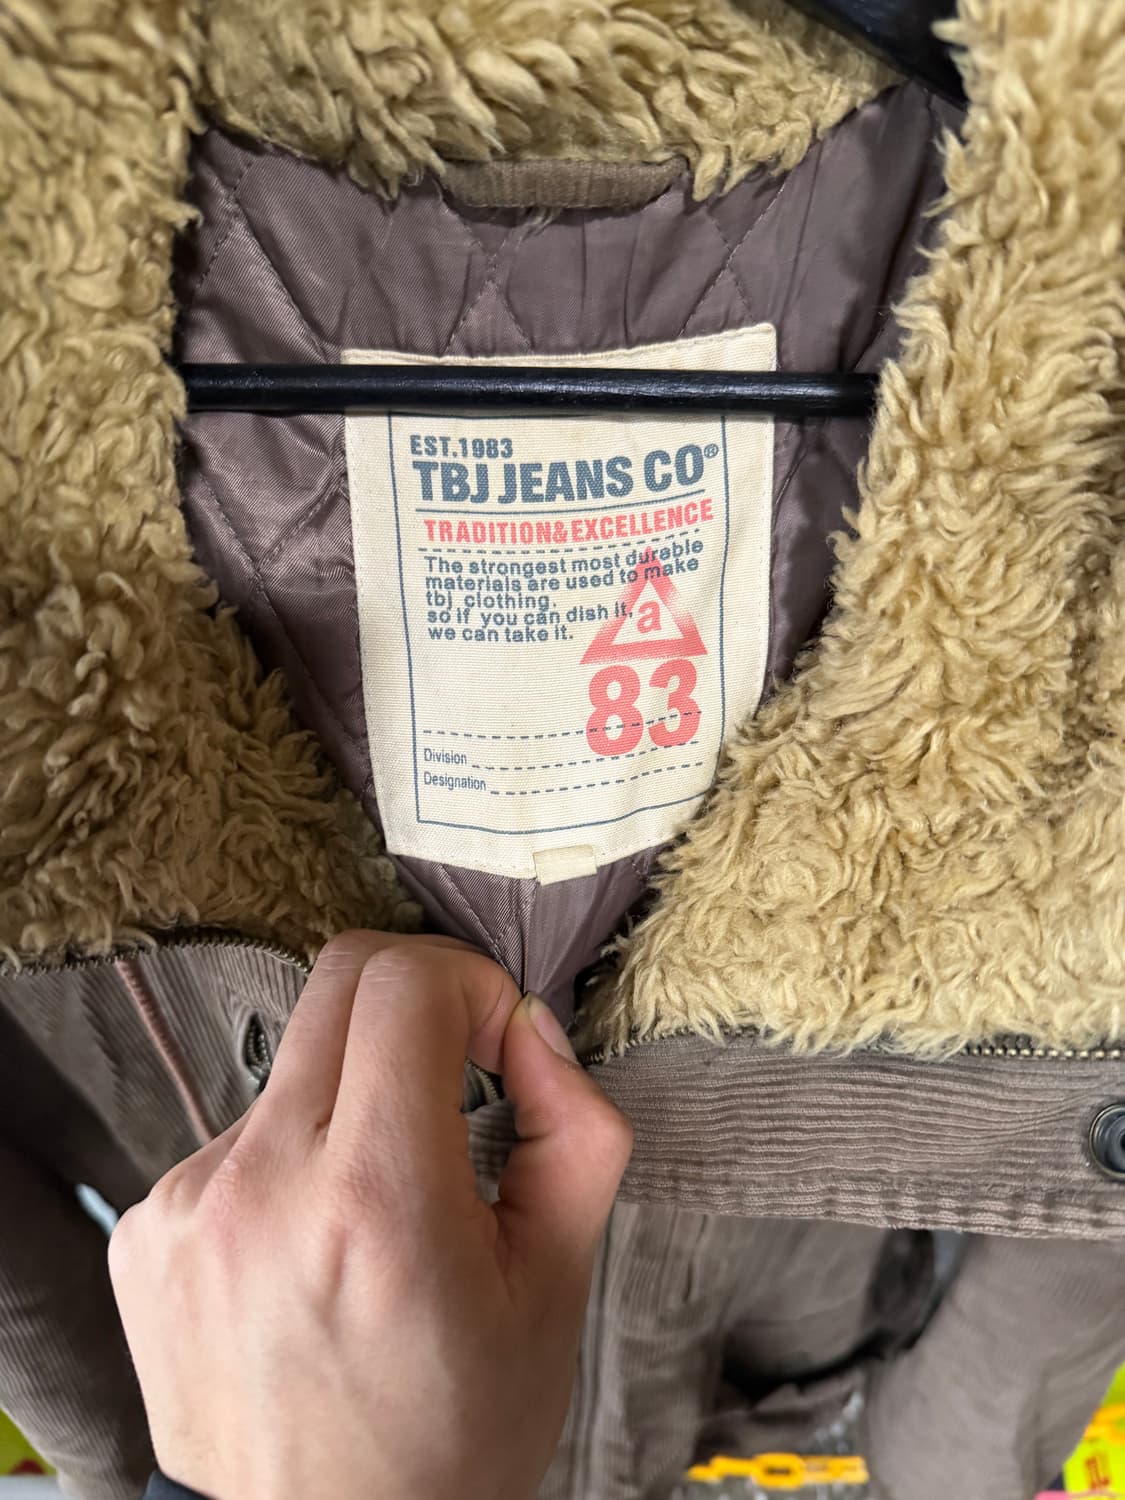 EST.1983
TBJ JEANS CO®
TRADITION&EXCELLENCE
The strongest most durable
materials are used to make
tbj clothing.
so if you can dish it,
we can take it.
a
83
Division
Designation